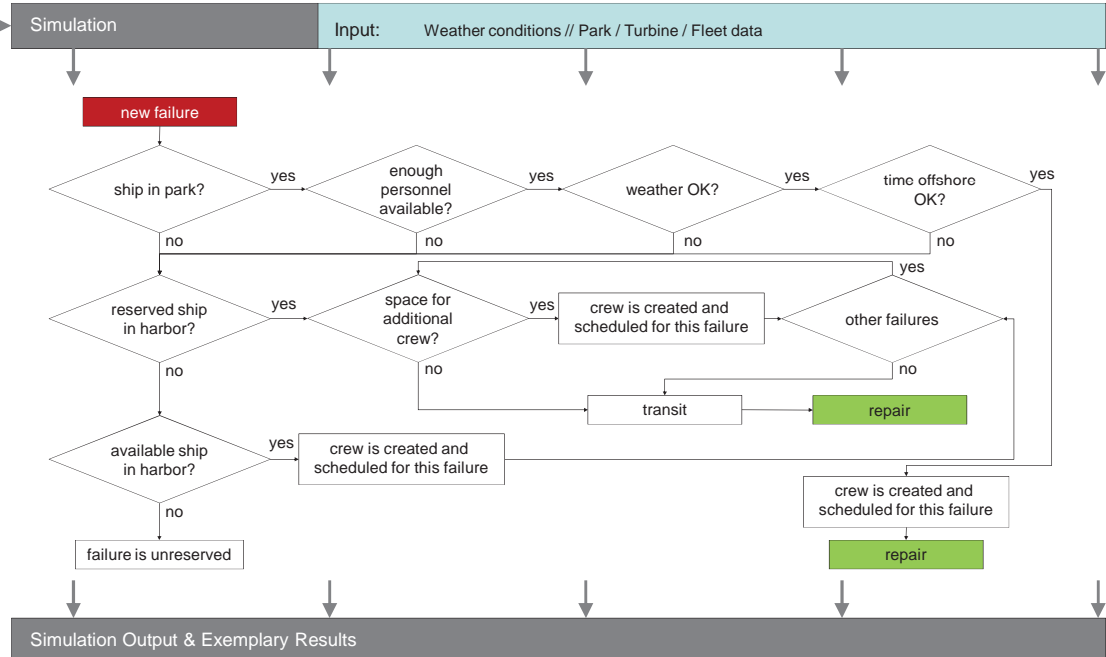 Simulation
Input: Weather conditions // Park / Turbine / Fleet data
new failure
ship in park?
yes
enough
personnel
available?
yes
weather OK?
yes
time offshore
OK?
yes
no
no
no
no
reserved ship
in harbor?
yes
space for
additional
crew?
yes
crew is created and
scheduled for this failure
other failures
yes
no
no
no
transit
repair
available ship
in harbor?
yes
crew is created and
scheduled for this failure
no
failure is unreserved
crew is created and
scheduled for this failure
repair
Simulation Output & Exemplary Results